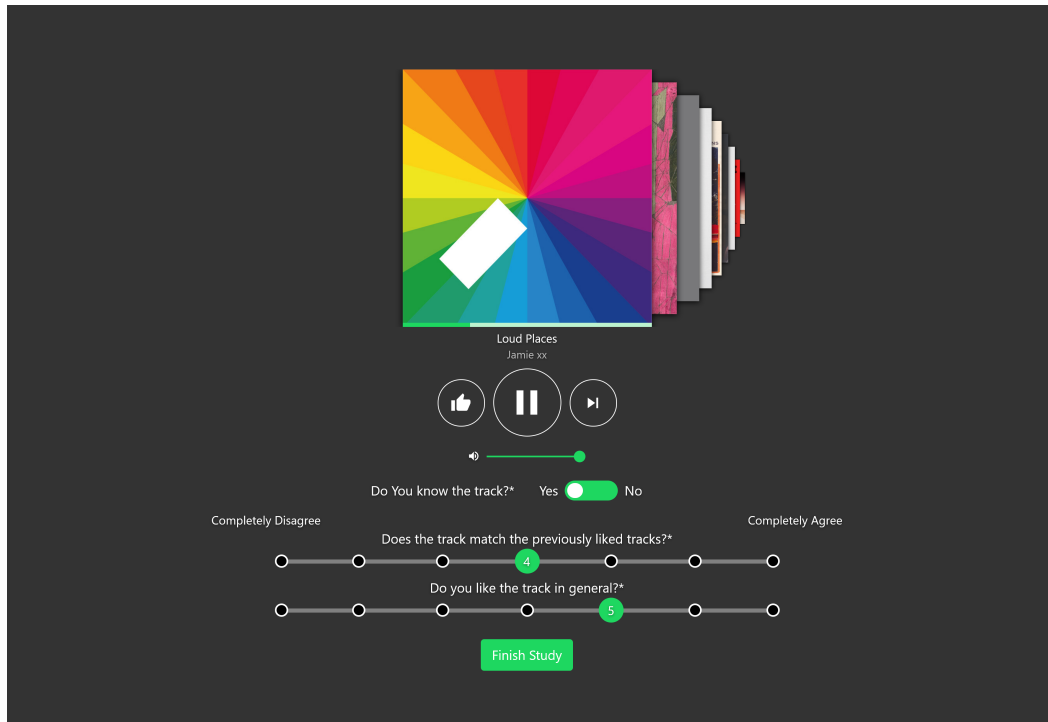 Loud Places
Jamie xx
Do You know the track?* Yes No
Completely Disagree Completely Agree
Does the track match the previously liked tracks?*
4
Do you like the track in general?*
5
Finish Study